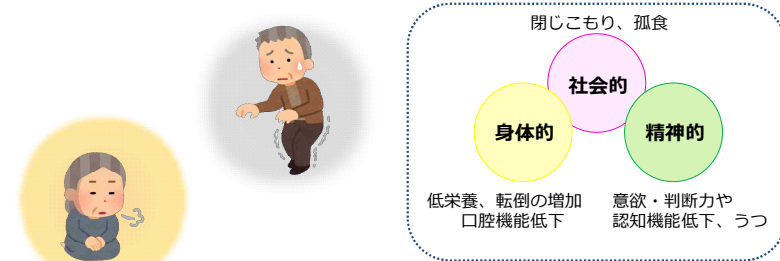 閉じこもり、孤食
社会的
身体的
精神的
低栄養、転倒の増加
口腔機能低下
意欲・判断力や
認知機能低下、うつ